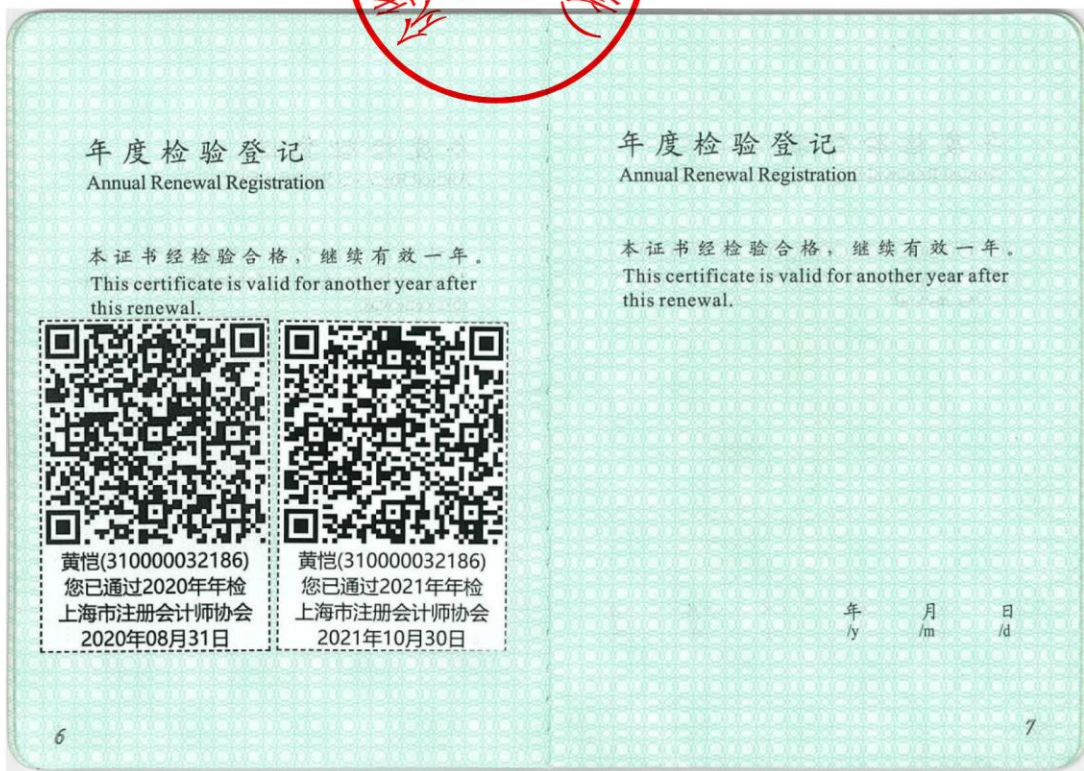 年度检验登记
Annual Renewal Registration
本证书经检验合格，继续有效一年。
This certificate is valid for another year after
this renewal.
黄恺(310000032186)
您已通过2020年年检
上海市注册会计师协会
2020年08月31日
黄恺(310000032186)
您已通过2021年年检
上海市注册会计师协会
2021年10月30日
6
年度检验登记
Annual Renewal Registration
本证书经检验合格，继续有效一年。
This certificate is valid for another year after
this renewal.
年 月 日
/y /m /d
7